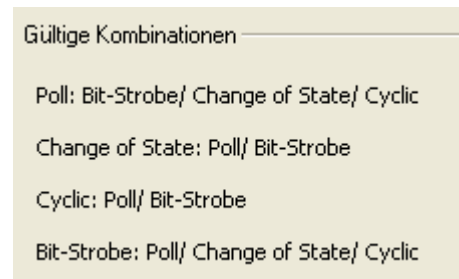 Gültige Kombinationen
Poll: Bit-Strobe/ Change of State/ Cyclic
Change of State: Poll/ Bit-Strobe
Cyclic: Poll/ Bit-Strobe
Bit-Strobe: Poll/ Change of State/ Cyclic